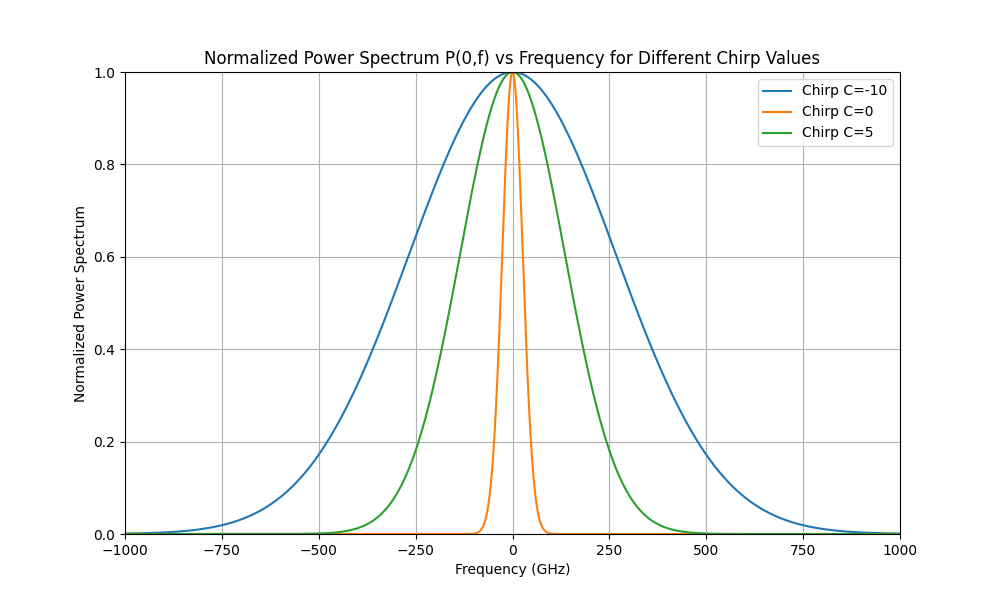 Normalized Power Spectrum P(0,f) vs Frequency for Different Chirp Values
Normalized Power Spectrum
1.0
0.8
0.6
0.4
0.2
0.0
Chirp C=-10
Chirp C=0
Chirp C=5
−1000 −750 −500 −250 0 250 500 750 1000
Frequency (GHz)